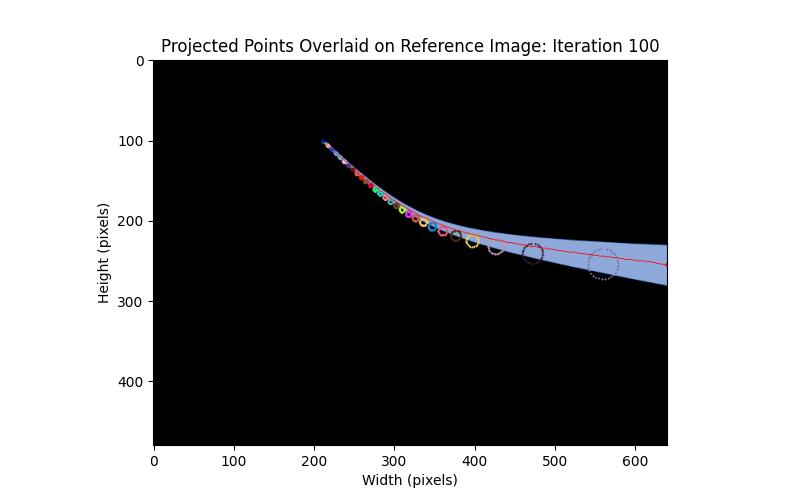 Projected Points Overlaid on Reference Image: Iteration 100
0
100
200
300
400
Height (pixels)
0 100 200 300 400 500 600
Width (pixels)